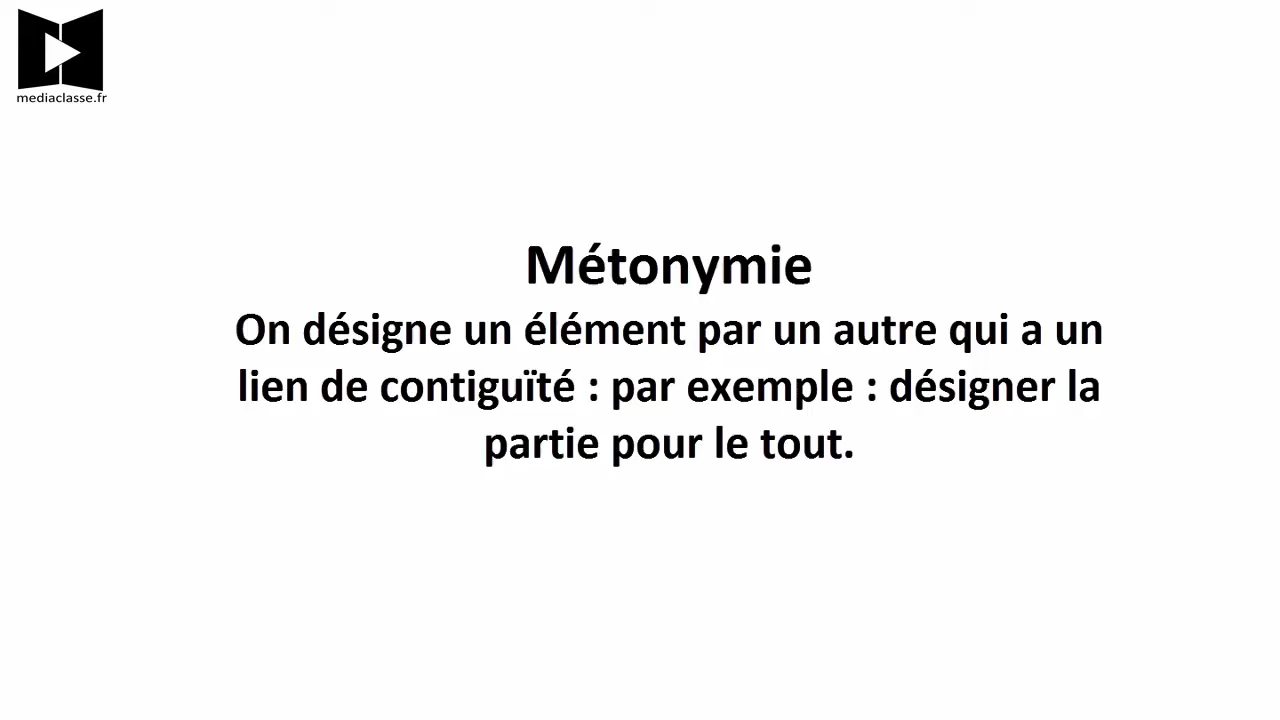 mediaclasse.fr
Métonymie
On désigne un élément par un autre qui a un
lien de contiguïté : par exemple : désigner la
partie pour le tout.